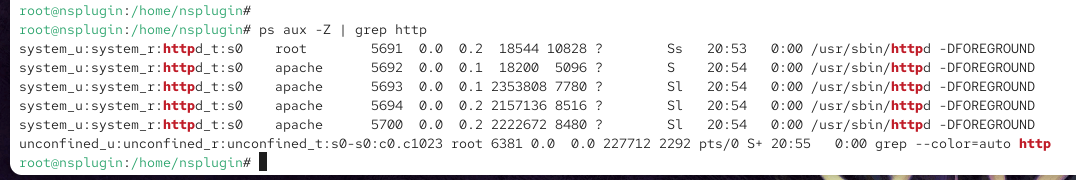 root@nsplugin:/home/nsplugin#
root@nsplugin:/home/nsplugin# ps aux -Z | grep http
system_u:system_r:httpd_t:s0    root        5691  0.0  0.2  18544 10828 ?        Ss   20:53   0:00 /usr/sbin/httpd -DFOREGROUND
system_u:system_r:httpd_t:s0    apache      5692  0.0  0.1  18200  5096 ?        S    20:54   0:00 /usr/sbin/httpd -DFOREGROUND
system_u:system_r:httpd_t:s0    apache      5693  0.0  0.1 2353808 7780 ?        Sl   20:54   0:00 /usr/sbin/httpd -DFOREGROUND
system_u:system_r:httpd_t:s0    apache      5694  0.0  0.2 2157136 8516 ?        Sl   20:54   0:00 /usr/sbin/httpd -DFOREGROUND
system_u:system_r:httpd_t:s0    apache      5700  0.0  0.2 2222672 8480 ?        Sl   20:54   0:00 /usr/sbin/httpd -DFOREGROUND
unconfined_u:unconfined_r:unconfined_t:s0-s0:c0.c1023 root 6381 0.0  0.0 227712 2292 pts/0 S+ 20:55   0:00 grep --color=auto http
root@nsplugin:/home/nsplugin#